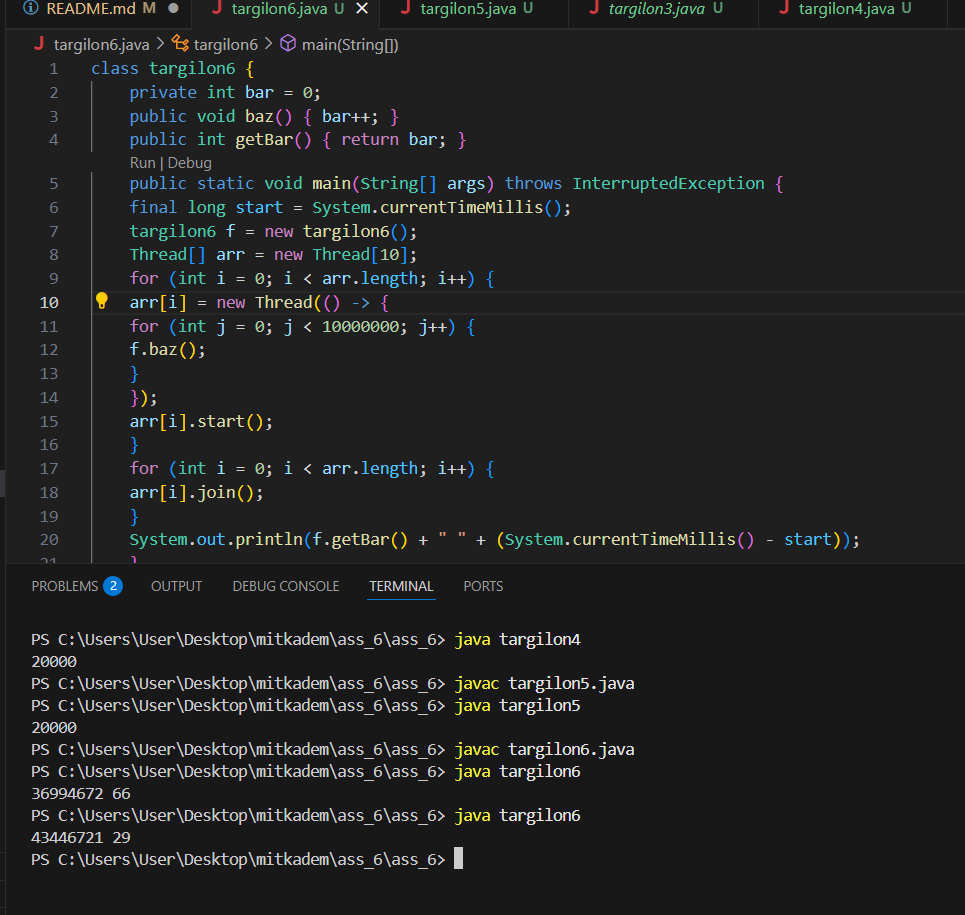 README.md M ●
J targilon6.java U ×
J targilon5.java U
J targilon3.java U
J targilon4.java U
J targilon6.java > targilon6 > main(String[])
1 class targilon6 {
2 private int bar = 0;
3 public void baz() { bar++; }
4 public int getBar() { return bar; }
Run | Debug
5 public static void main(String[] args) throws InterruptedException {
6 final long start = System.currentTimeMillis();
7 targilon6 f = new targilon6();
8 Thread[] arr = new Thread[10];
9 for (int i = 0; i < arr.length; i++) {
10 arr[i] = new Thread(() -> {
11 for (int j = 0; j < 10000000; j++) {
12 f.baz();
13 }
14 });
15 arr[i].start();
16 }
17 for (int i = 0; i < arr.length; i++) {
18 arr[i].join();
19 }
20 System.out.println(f.getBar() + " " + (System.currentTimeMillis() - start));
21 }
PROBLEMS 2 OUTPUT DEBUG CONSOLE TERMINAL PORTS
PS C:\Users\User\Desktop\mitkadem\ass_6\ass_6> java targilon4
20000
PS C:\Users\User\Desktop\mitkadem\ass_6\ass_6> javac targilon5.java
PS C:\Users\User\Desktop\mitkadem\ass_6\ass_6> java targilon5
20000
PS C:\Users\User\Desktop\mitkadem\ass_6\ass_6> javac targilon6.java
PS C:\Users\User\Desktop\mitkadem\ass_6\ass_6> java targilon6
36994672 66
PS C:\Users\User\Desktop\mitkadem\ass_6\ass_6> java targilon6
43446721 29
PS C:\Users\User\Desktop\mitkadem\ass_6\ass_6>